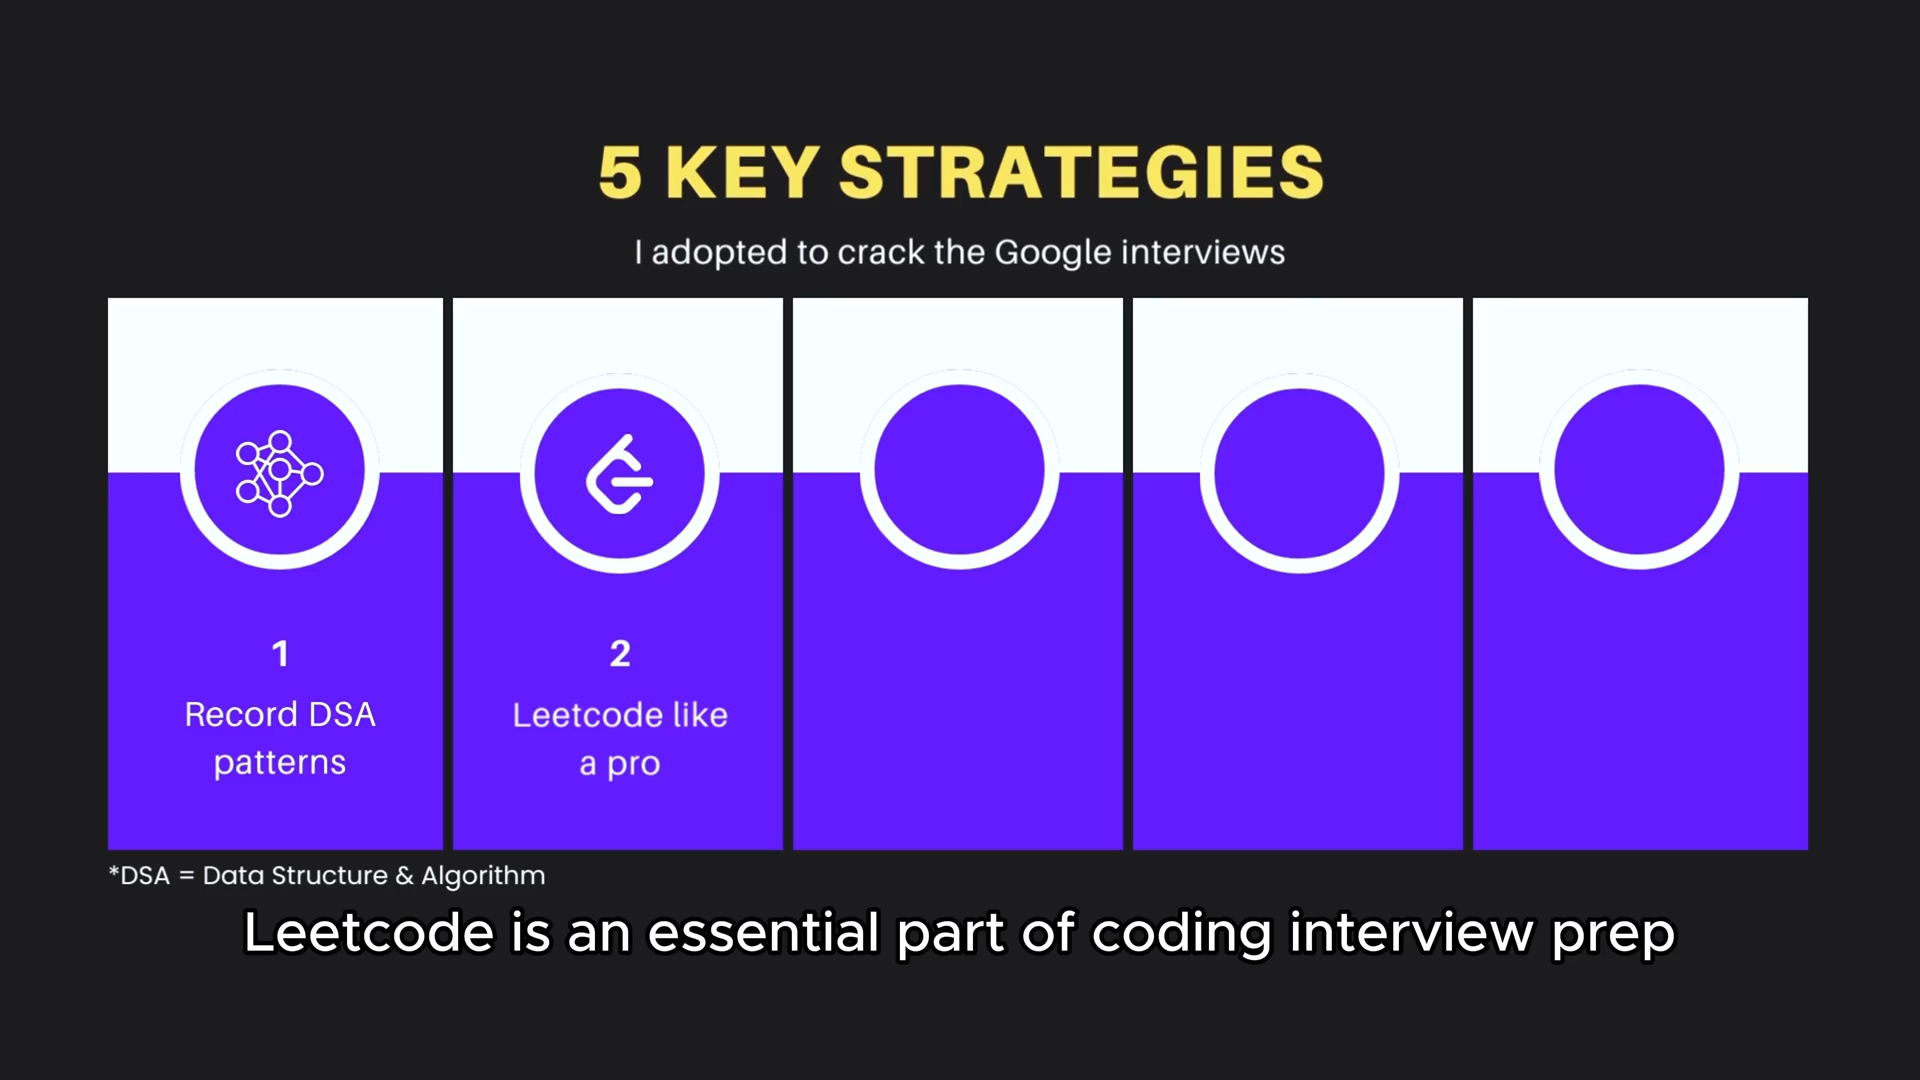 5 KEY STRATEGIES
I adopted to crack the Google interviews
1
Record DSA
patterns
2
Leetcode like
a pro
*DSA = Data Structure & Algorithm
Leetcode is an essential part of coding interview prep